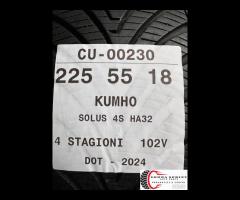 CU-00230
225 55 18
KUMHO
SOLUS 4S HA32
4 STAGIONI 102V
DOT - 2024